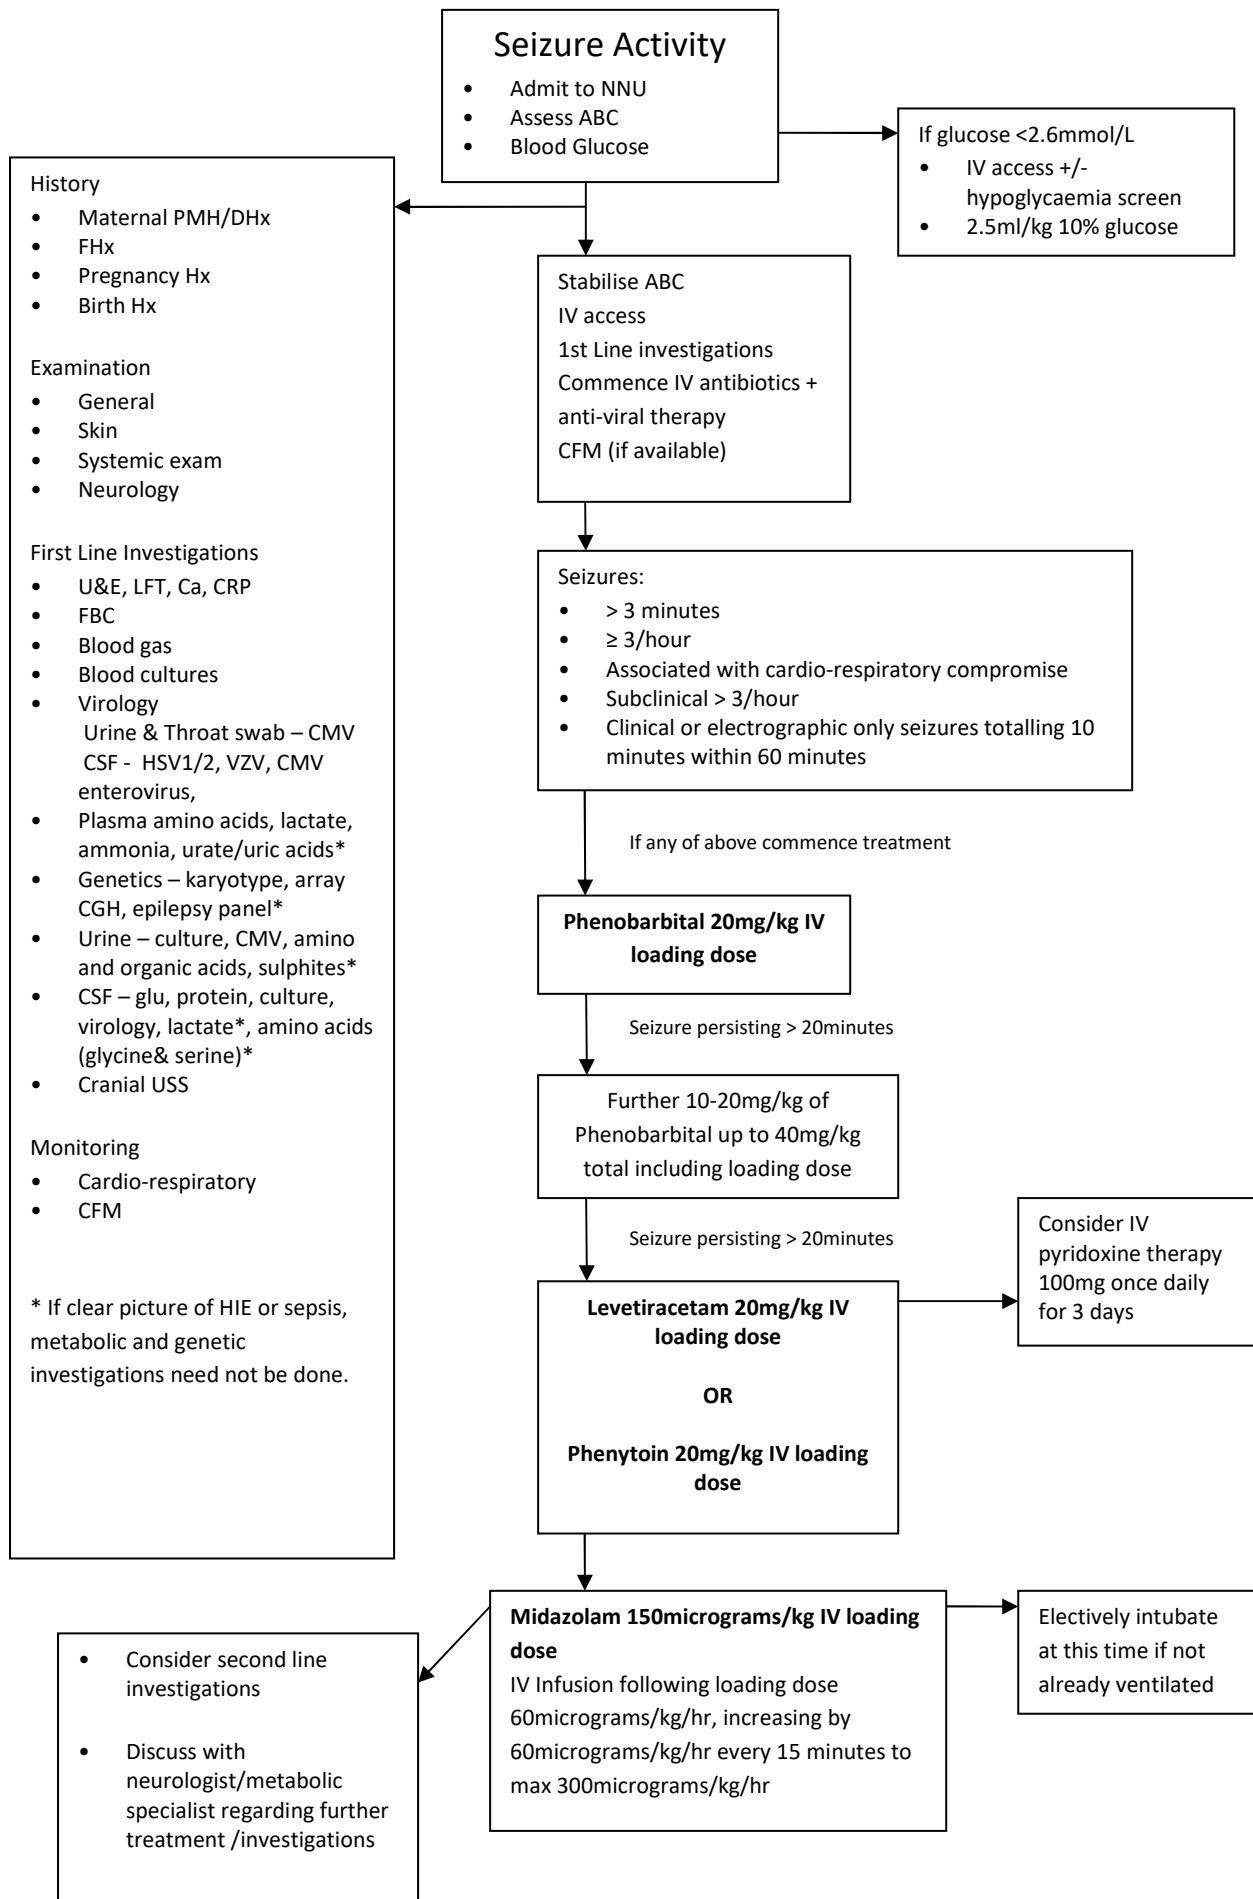 Seizure Activity
• Admit to NNU
• Assess ABC
• Blood Glucose
If glucose <2.6mmol/L
• IV access +/-
hypoglycaemia screen
• 2.5ml/kg 10% glucose
History
• Maternal PMH/DHx
• FHx
• Pregnancy Hx
• Birth Hx
Examination
• General
• Skin
• Systemic exam
• Neurology
First Line Investigations
• U&E, LFT, Ca, CRP
• FBC
• Blood gas
• Blood cultures
• Virology
Urine & Throat swab – CMV
CSF - HSV1/2, VZV, CMV
enterovirus,
• Plasma amino acids, lactate,
ammonia, urate/uric acids*
• Genetics – karyotype, array
CGH, epilepsy panel*
• Urine – culture, CMV, amino
and organic acids, sulphites*
• CSF – glu, protein, culture,
virology, lactate*, amino acids
(glycine& serine)*
• Cranial USS
Monitoring
• Cardio-respiratory
• CFM
* If clear picture of HIE or sepsis,
metabolic and genetic
investigations need not be done.
Stabilise ABC
IV access
1st Line investigations
Commence IV antibiotics +
anti-viral therapy
CFM (if available)
Seizures:
• > 3 minutes
• ≥ 3/hour
• Associated with cardio-respiratory compromise
• Subclinical > 3/hour
• Clinical or electrographic only seizures totalling 10
minutes within 60 minutes
If any of above commence treatment
Phenobarbital 20mg/kg IV
loading dose
Seizure persisting > 20minutes
Further 10-20mg/kg of
Phenobarbital up to 40mg/kg
total including loading dose
Seizure persisting > 20minutes
Levetiracetam 20mg/kg IV
loading dose
OR
Phenytoin 20mg/kg IV loading
dose
Consider IV
pyridoxine therapy
100mg once daily
for 3 days
Midazolam 150micrograms/kg IV loading
dose
IV Infusion following loading dose
60micrograms/kg/hr, increasing by
60micrograms/kg/hr every 15 minutes to
max 300micrograms/kg/hr
Electively intubate
at this time if not
already ventilated
• Consider second line
investigations
• Discuss with
neurologist/metabolic
specialist regarding further
treatment /investigations